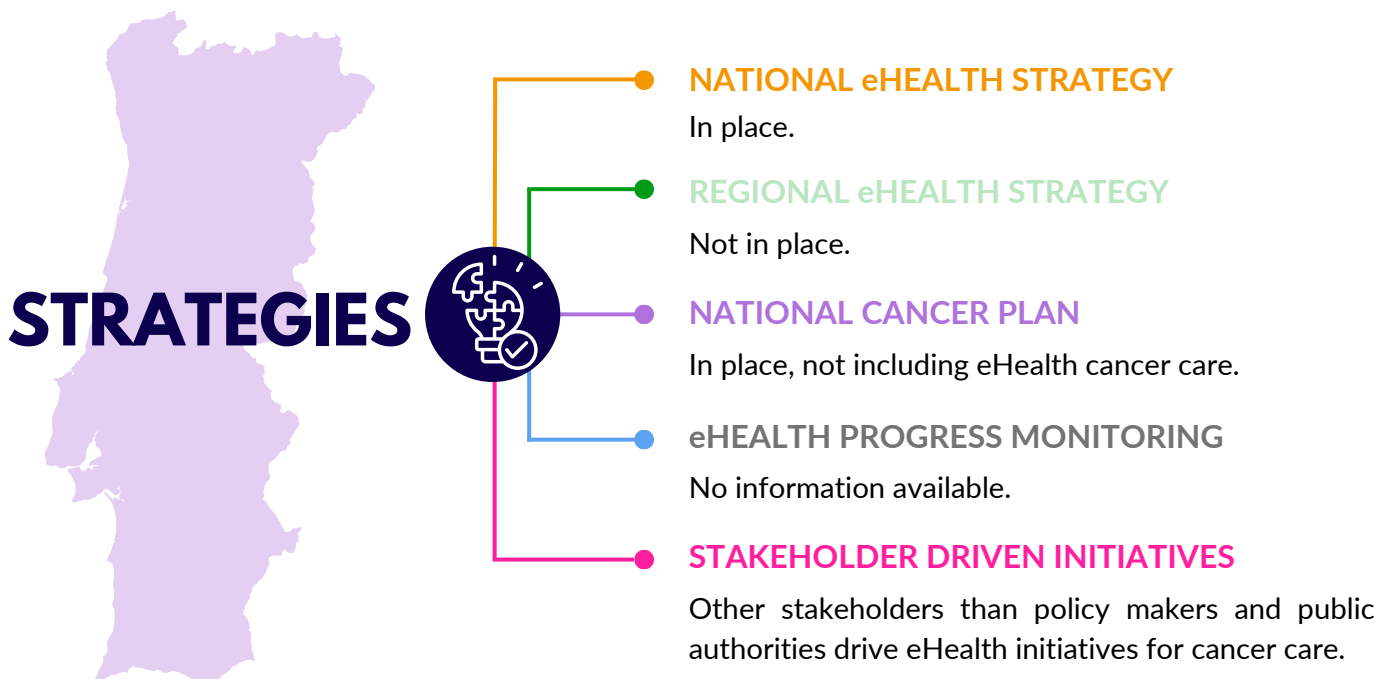 STRATEGIES
NATIONAL eHEALTH STRATEGY
In place.
REGIONAL eHEALTH STRATEGY
Not in place.
NATIONAL CANCER PLAN
In place, not including eHealth cancer care.
eHEALTH PROGRESS MONITORING
No information available.
STAKEHOLDER DRIVEN INITIATIVES
Other stakeholders than policy makers and public
authorities drive eHealth initiatives for cancer care.